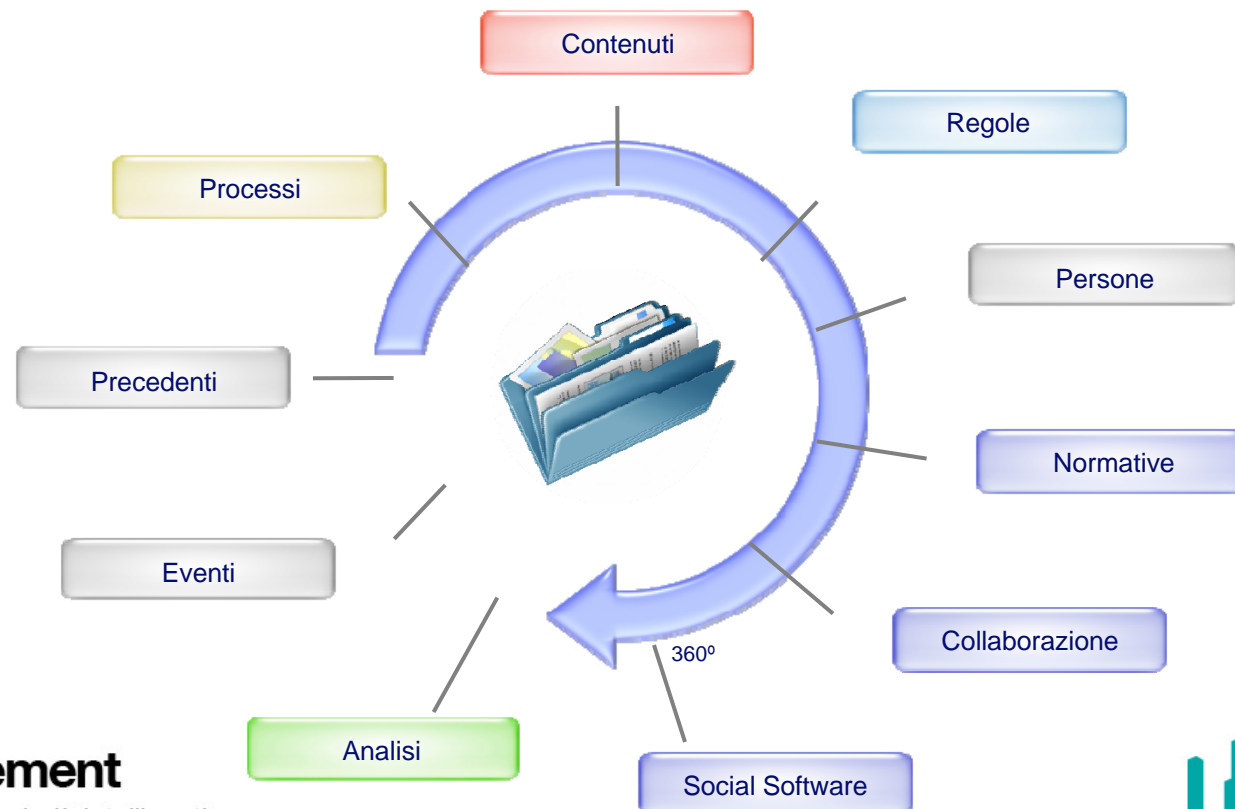 Contenuti
Regole
Processi
Persone
Precedenti
Normative
Eventi
Collaborazione
360º
Analisi
Social Software
ement